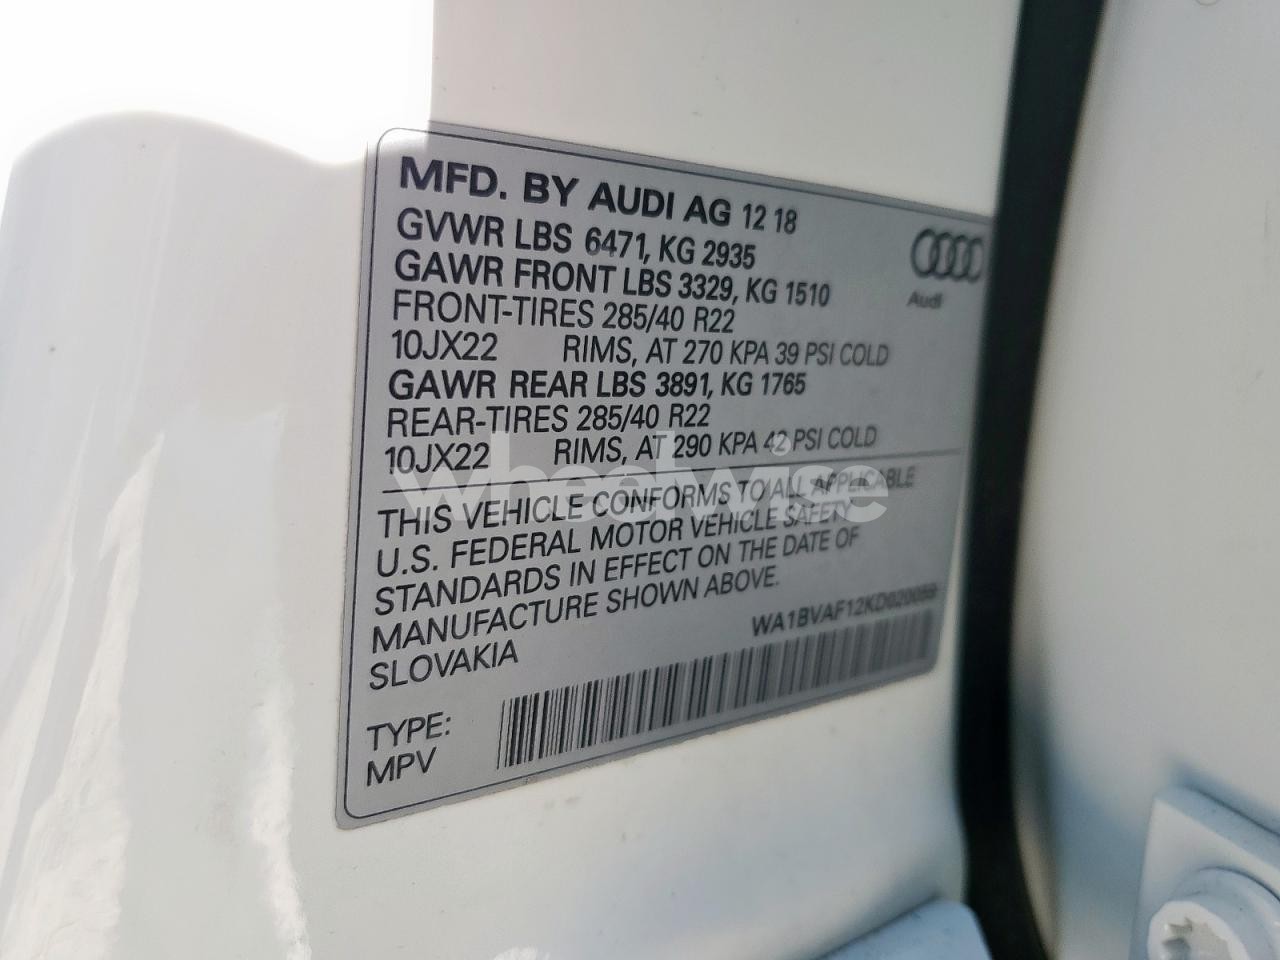 MFD. BY AUDI AG 12 18
GVWR LBS 6471, KG 2935
GAWR FRONT LBS 3329, KG 1510
FRONT-TIRES 285/40 R22
10JX22 RIMS, AT 270 KPA 39 PSI COLD
GAWR REAR LBS 3891, KG 1765
REAR-TIRES 285/40 R22
10JX22 RIMS, AT 290 KPA 42 PSI COLD
Audi
wheelwise
THIS VEHICLE CONFORMS TO ALL APPLICABLE
U.S. FEDERAL MOTOR VEHICLE SAFETY
STANDARDS IN EFFECT ON THE DATE OF
MANUFACTURE SHOWN ABOVE.
SLOVAKIA
TYPE:
MPV